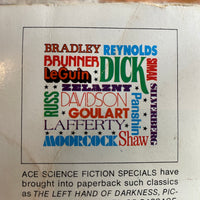 BRADLEY REYNOLDS
BRUNNER
LeGuin DICK
SIMAK
SILVERBERG
ZELAZNY
RUSS
DAVIDSON
Panshin
GOULART
LAFFERTY
MOORCOCK Shaw
ACE SCIENCE FICTION SPECIALS have
brought into paperback such classics
as THE LEFT HAND OF DARKNESS, PIC-